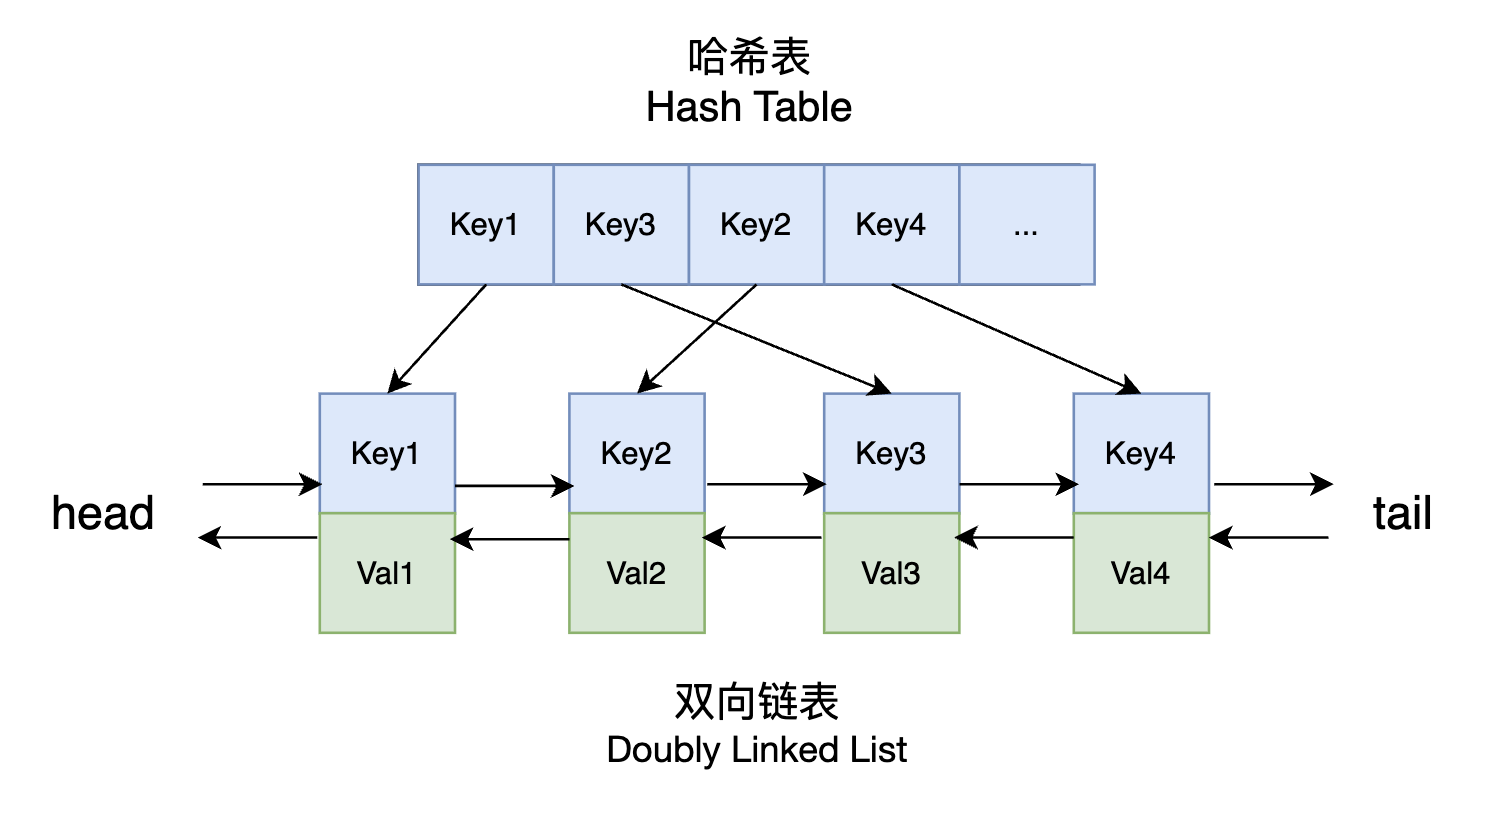 哈希表
Hash Table
Key1 Key3 Key2 Key4 ...
Key1 Key2 Key3 Key4
head tail
Val1 Val2 Val3 Val4
双向链表
Doubly Linked List